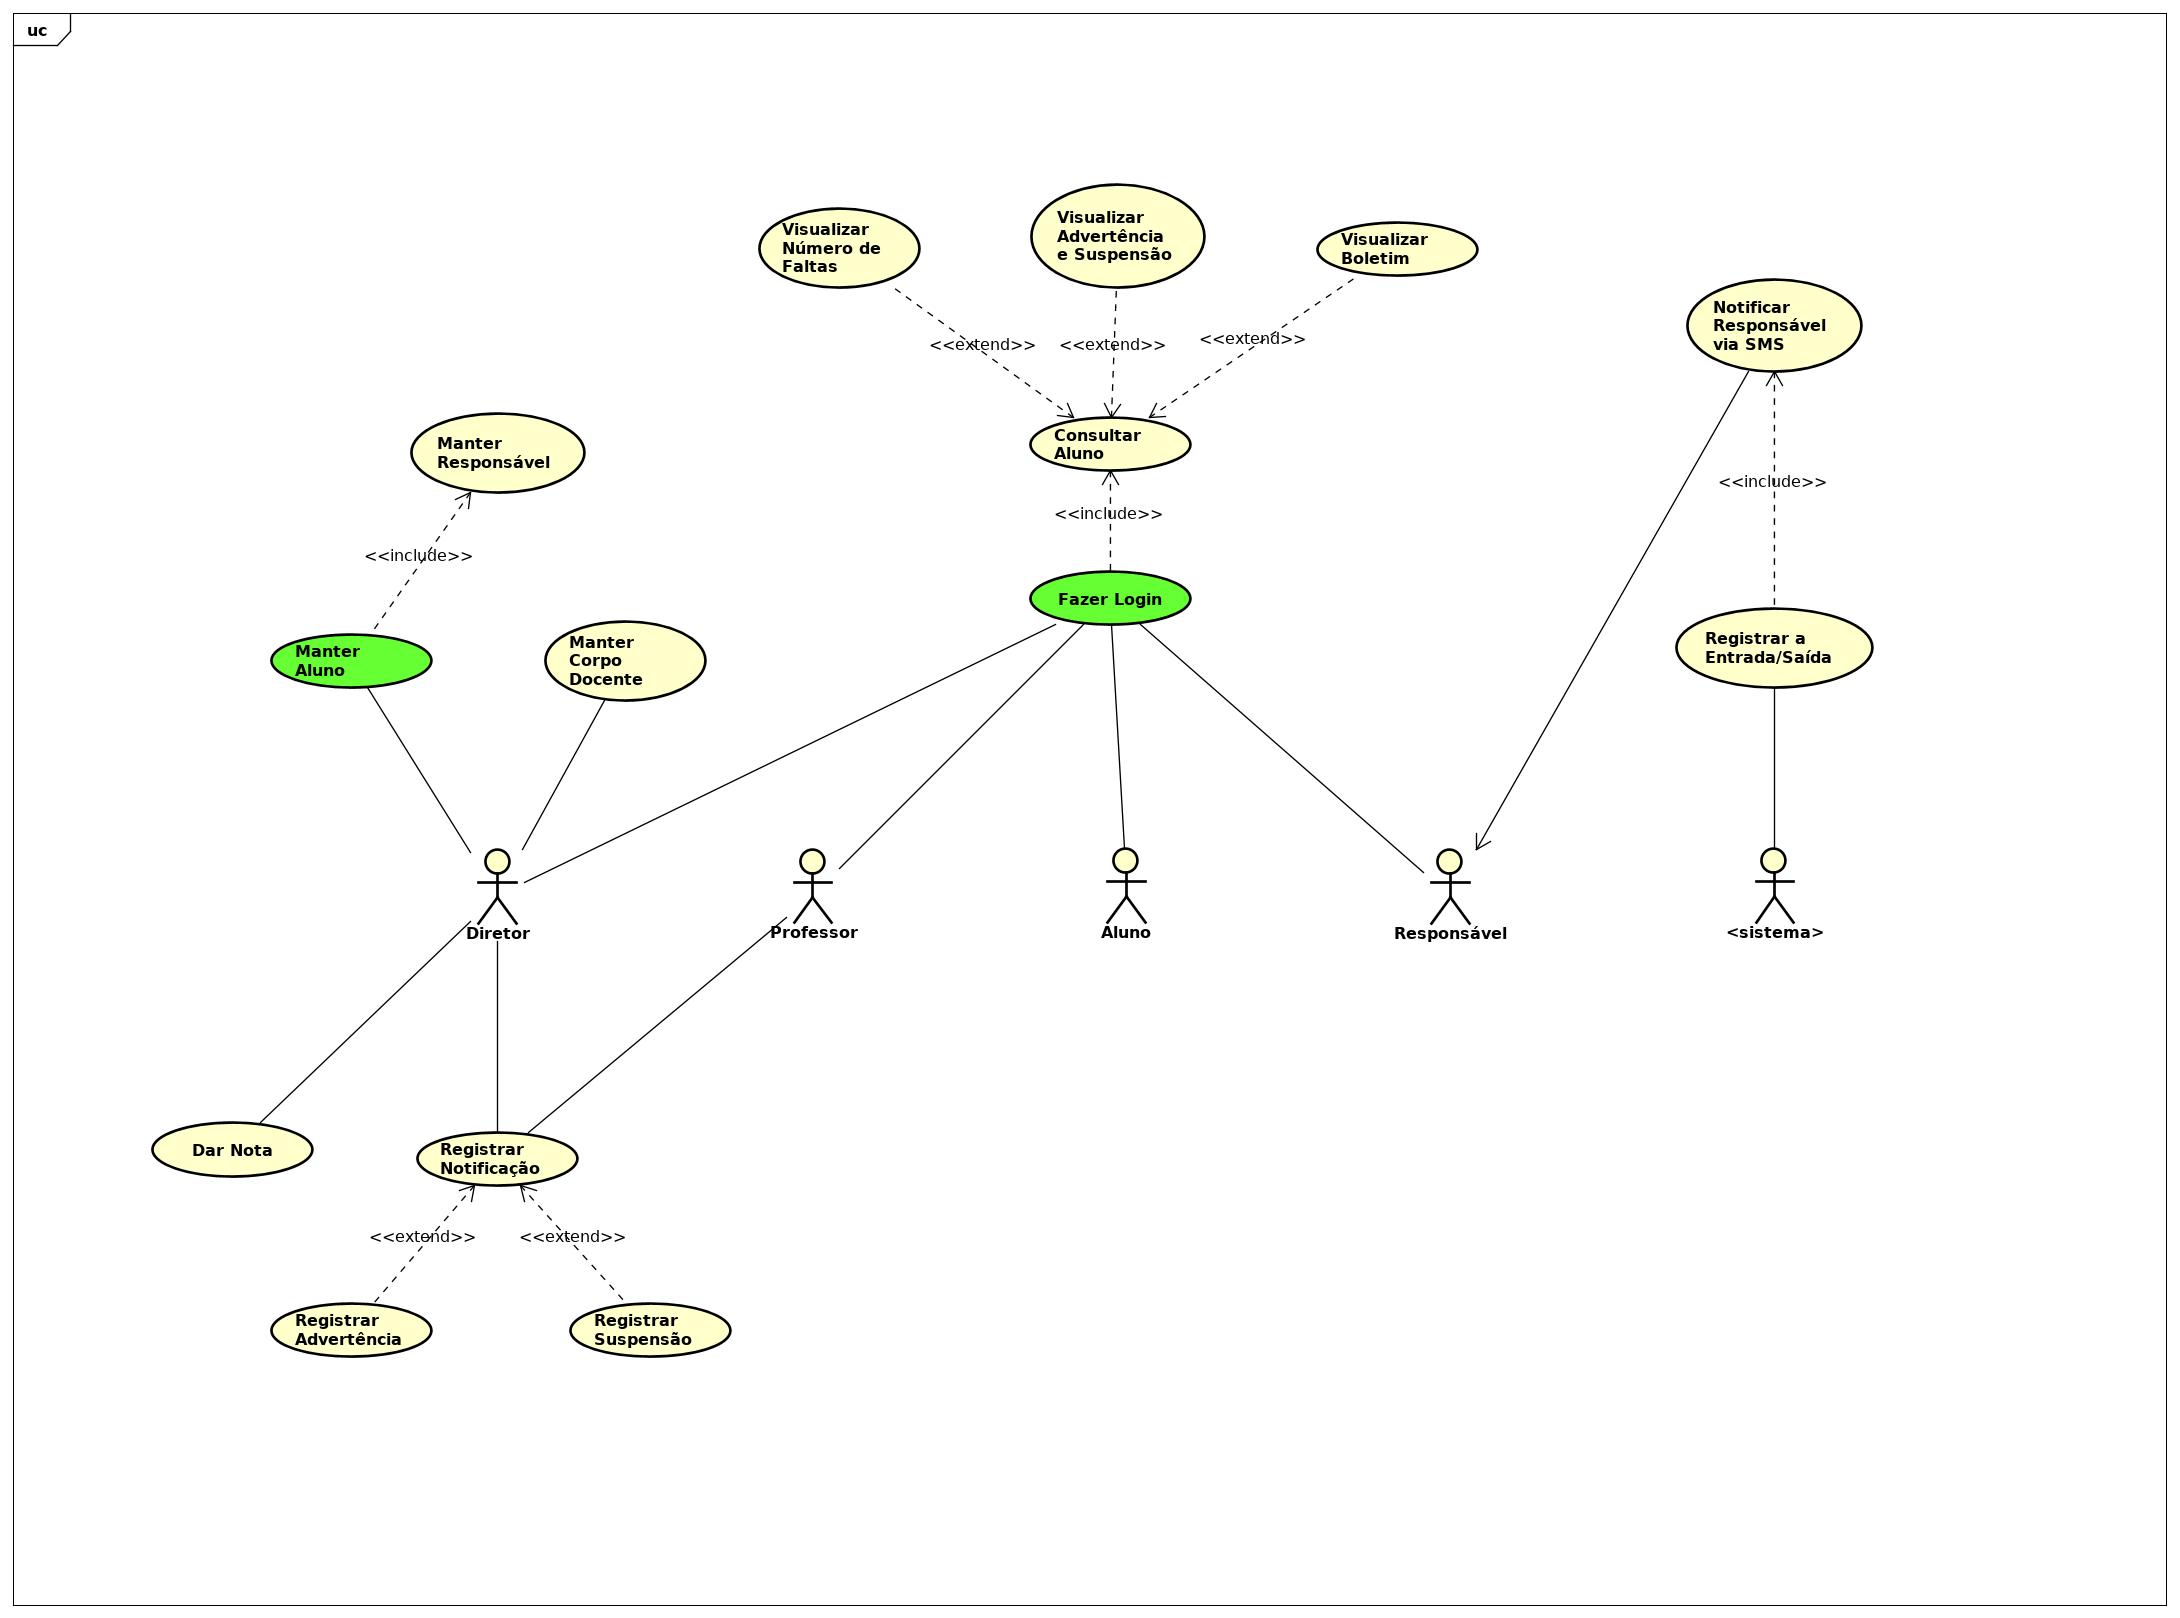 uc
Visualizar
Número de
Faltas
Visualizar
Advertência
e Suspensão
Visualizar
Boletim
Notificar
Responsável
via SMS
<<extend>>
<<extend>>
<<extend>>
Manter
Responsável
Consultar
Aluno
<<include>>
<<include>>
<<include>>
Manter
Aluno
Manter
Corpo
Docente
Fazer Login
Registrar a
Entrada/Saída
Diretor
Professor
Aluno
Responsável
<sistema>
Dar Nota
Registrar
Notificação
<<extend>>
<<extend>>
Registrar
Advertência
Registrar
Suspensão